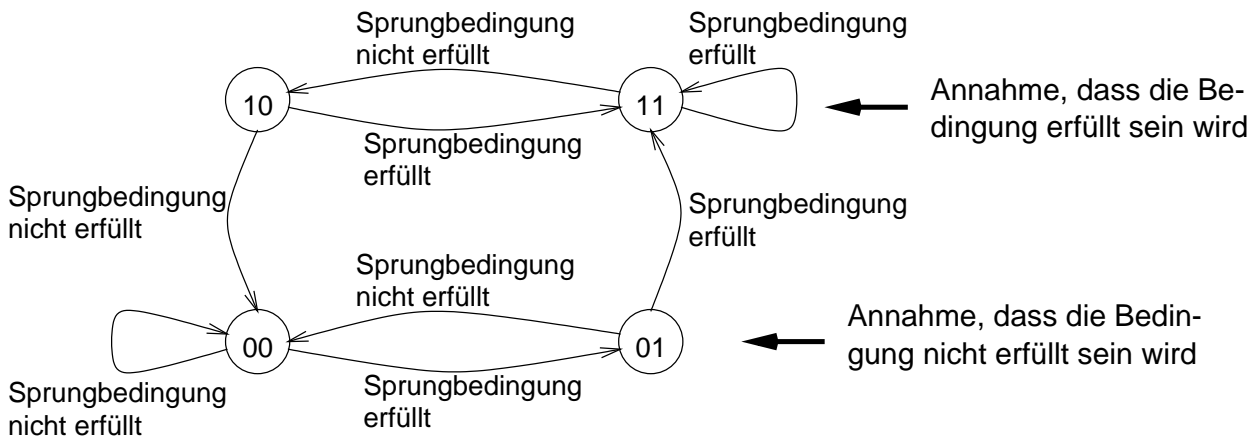 Sprungbedingung
nicht erfüllt
Sprungbedingung
erfüllt
10
11
Annahme, dass die Be-
dingung erfüllt sein wird
Sprungbedingung
erfüllt
Sprungbedingung
nicht erfüllt
Sprungbedingung
erfüllt
Sprungbedingung
nicht erfüllt
00
01
Annahme, dass die Bedin-
gung nicht erfüllt sein wird
Sprungbedingung
nicht erfüllt
Sprungbedingung
erfüllt